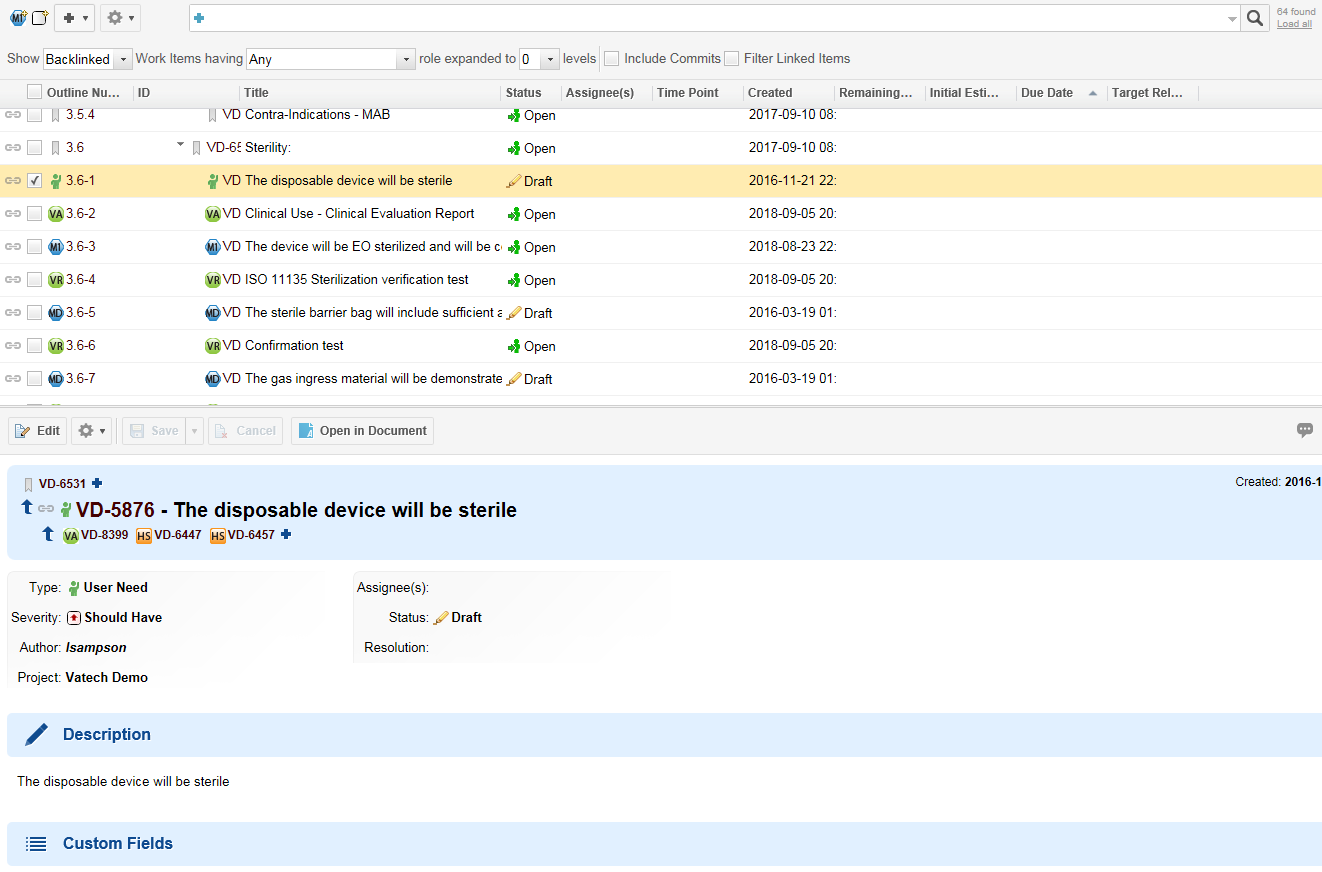 M1
64 found
Load all
Show Backlinked Work Items having Any role expanded to 0 levels Include Commits Filter Linked Items
Outline Nu... ID Title Status Assignee(s) Time Point Created Remaining... Initial Esti... Due Date Target Rel...
3.5.4 VD Contra-Indications - MAB Open 2017-09-10 08:
3.6 VD-65 Sterility: Open 2017-09-10 08:
3.6-1 VD The disposable device will be sterile Draft 2016-11-21 22:
VA 3.6-2 VA VD Clinical Use - Clinical Evaluation Report Open 2018-09-05 20:
M1 3.6-3 M1 VD The device will be EO sterilized and will be c Open 2018-08-23 22:
VR 3.6-4 VR VD ISO 11135 Sterilization verification test Open 2018-09-05 20:
MD 3.6-5 MD VD The sterile barrier bag will include sufficient a Draft 2016-03-19 01:
VR 3.6-6 VR VD Confirmation test Open 2018-09-05 20:
MD 3.6-7 MD VD The gas ingress material will be demonstrate Draft 2016-03-19 01:
Edit Save Cancel Open in Document
VD-6531 Created: 2016-1
VD-5876 - The disposable device will be sterile
VA VD-8399 HS VD-6447 HS VD-6457
Type: User Need Assignee(s):
Severity: Should Have Status: Draft
Author: lsampson Resolution:
Project: Vatech Demo
Description
The disposable device will be sterile
Custom Fields